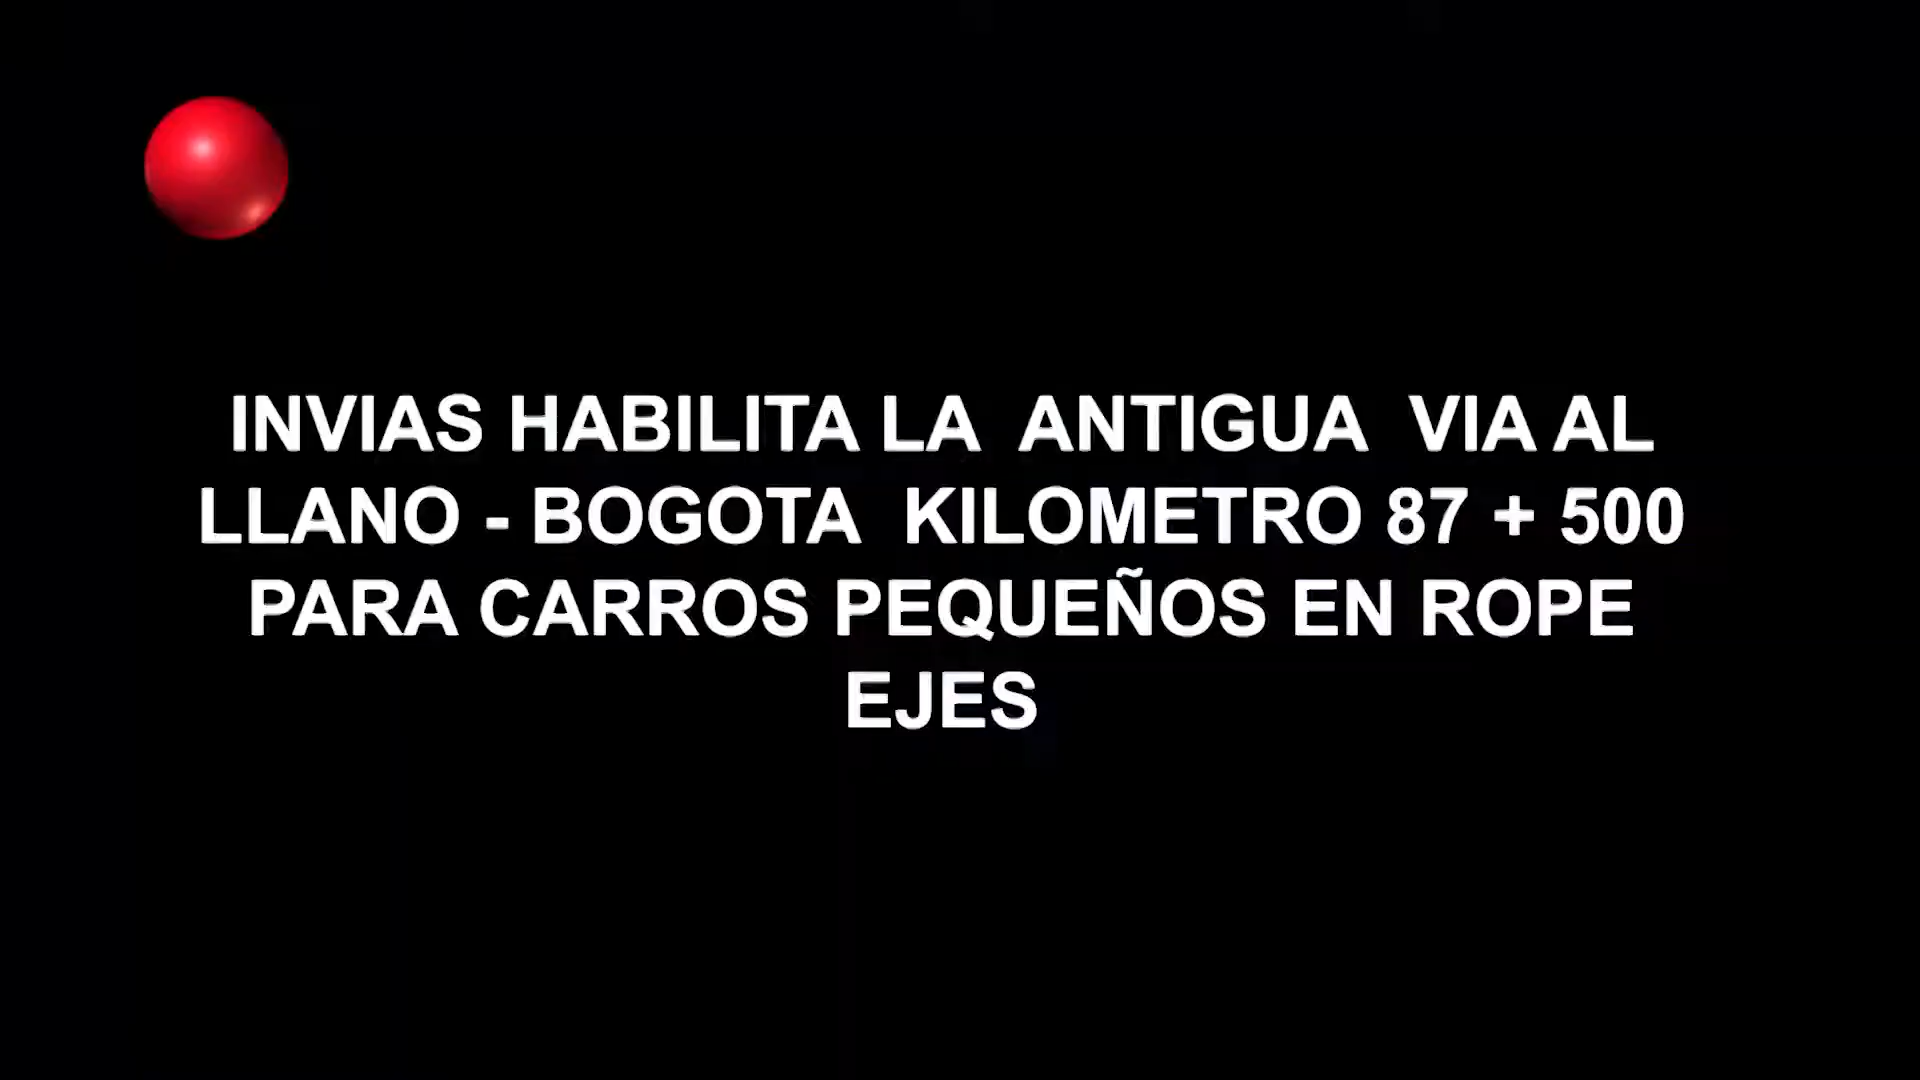 INVIAS HABILITA LA ANTIGUA VIA AL
LLANO - BOGOTA KILOMETRO 87 + 500
PARA CARROS PEQUEÑOS EN ROPE
EJES